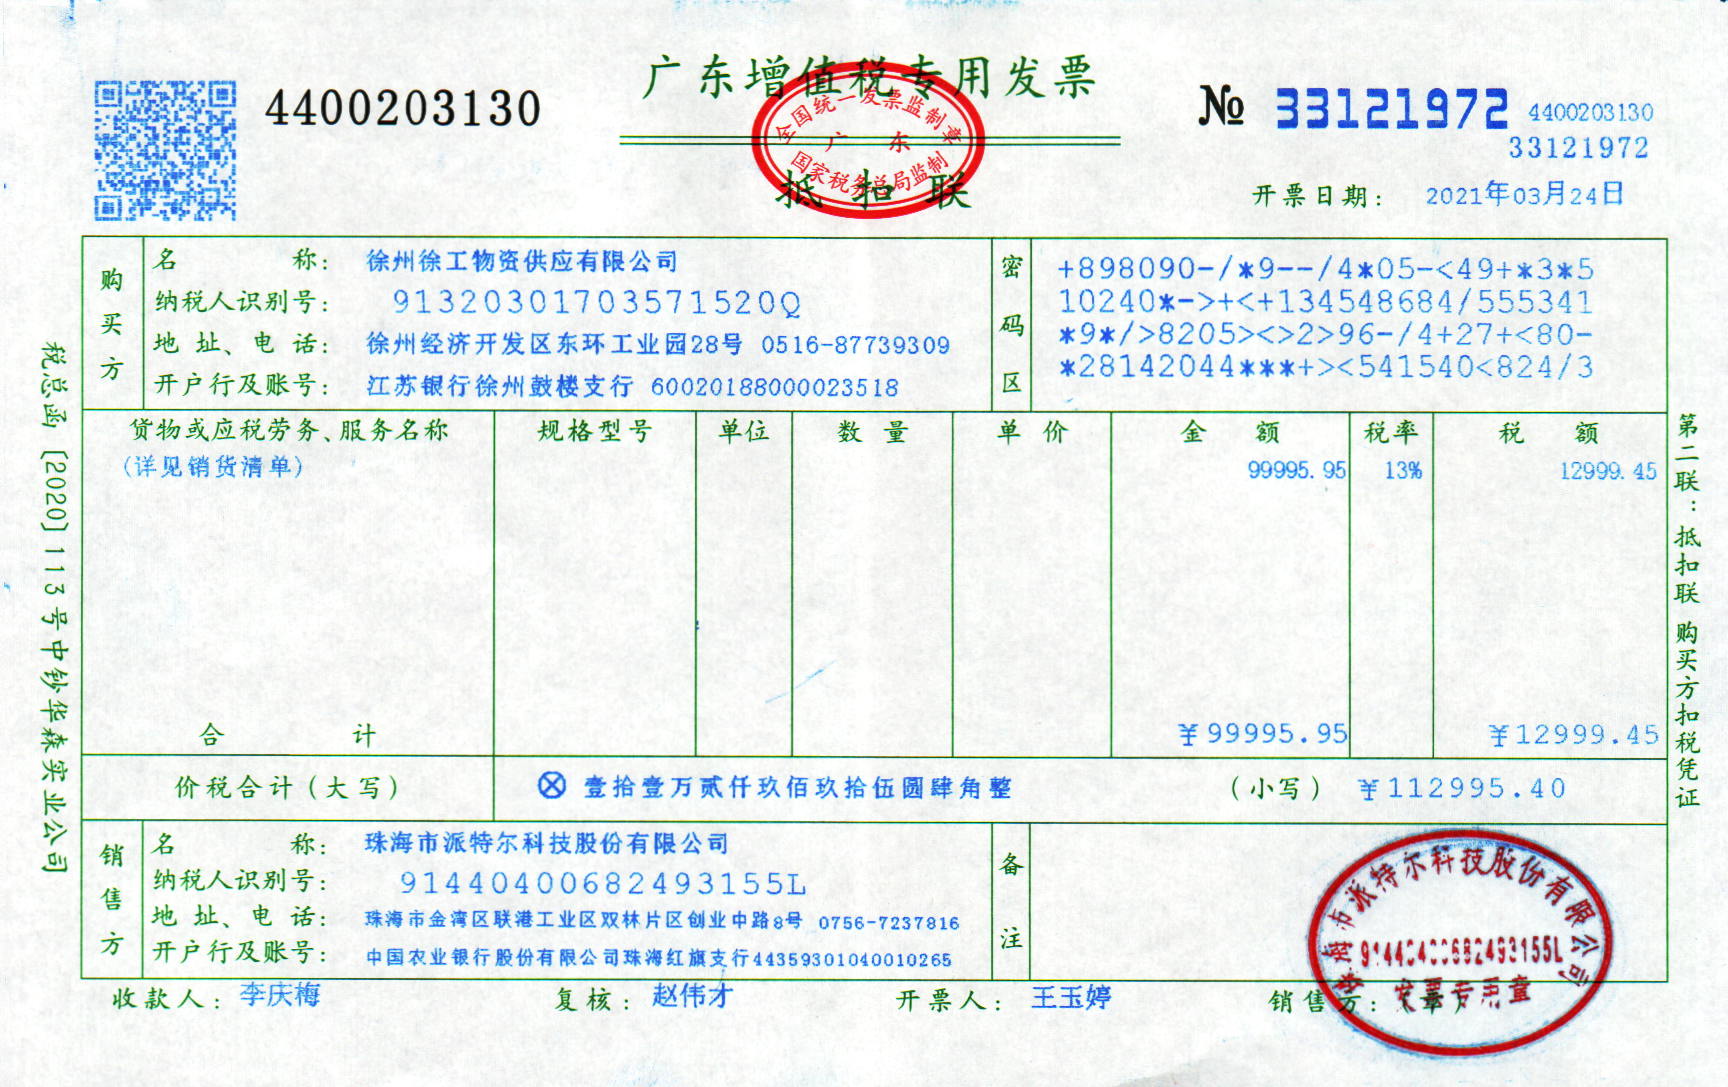 广东增值税专用发票
4400203130
№ 33121972
4400203130
33121972
全国统一发票监制章
广东
国家税务总局监制
抵扣联
开票日期: 2021年03月24日
购买方
名称: 徐州徐工物资供应有限公司
纳税人识别号: 91320301703571520Q
地址、电话: 徐州经济开发区东环工业园28号 0516-87739309
开户行及账号: 江苏银行徐州鼓楼支行 60020188000023518
密码区
+898090-/*9--/4*05-<49+*3*5
10240*->+<+134548684/555341
*9*/>8205><>2>96-/4+27+<80-
*28142044***+><541540<824/3
货物或应税劳务、服务名称 规格型号 单位 数量 单价 金额 税率 税额
(详见销货清单) 99995.95 13% 12999.45
合计 ¥99995.95 ¥12999.45
价税合计(大写) ⊗壹拾壹万贰仟玖佰玖拾伍圆肆角整 (小写) ¥112995.40
销售方
名称: 珠海市派特尔科技股份有限公司
纳税人识别号: 91440400682493155L
地址、电话: 珠海市金湾区联港工业区双林片区创业中路8号 0756-7237816
开户行及账号: 中国农业银行股份有限公司珠海红旗支行44359301040010265
备注
收款人: 李庆梅 复核: 赵伟才 开票人: 王玉婷 销售方:(章)
珠海市派特尔科技股份有限公司
91440400682493155L
发票专用章
税总函[2020]113号中钞华森实业公司
第二联:抵扣联 购买方扣税凭证